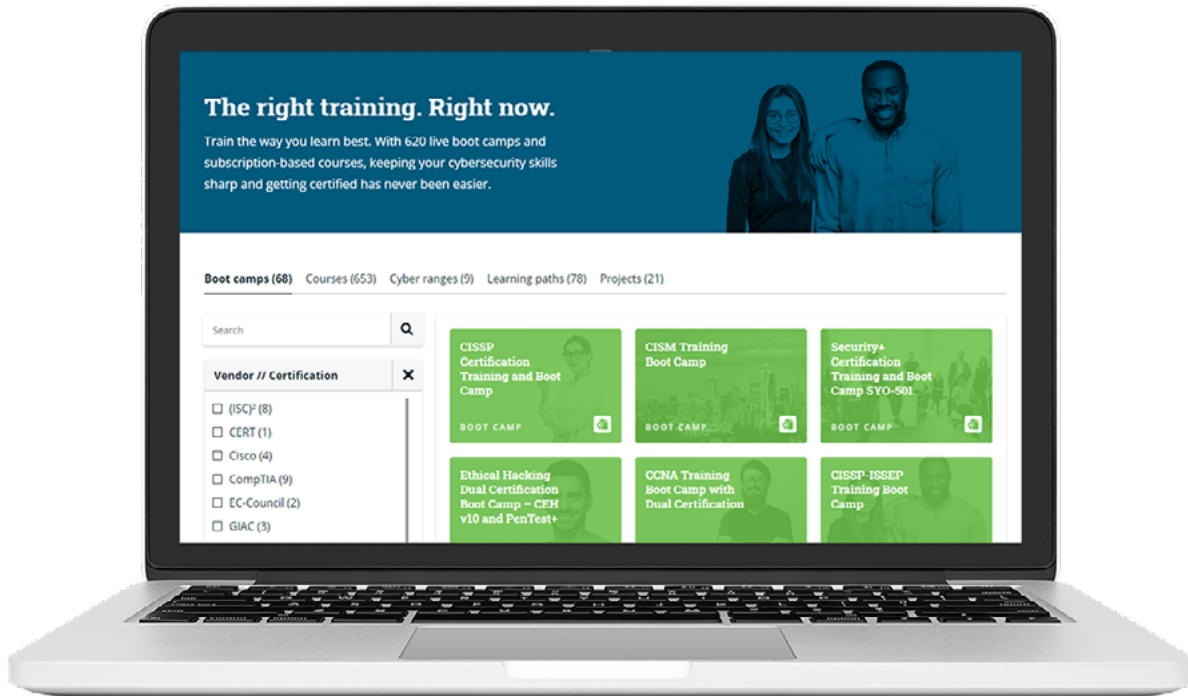 The right training. Right now.
Train the way you learn best. With 620 live boot camps and
subscription-based courses, keeping your cybersecurity skills
sharp and getting certified has never been easier.
Boot camps (68) Courses (653) Cyber ranges (9) Learning paths (78) Projects (21)
Search
Vendor // Certification
(ISC)² (8)
CERT (1)
Cisco (4)
CompTIA (9)
EC-Council (2)
GIAC (3)
CISSP
Certification
Training and Boot
Camp
BOOT CAMP
CISM Training
Boot Camp
BOOT CAMP
Security+
Certification
Training and Boot
Camp SYO-501
BOOT CAMP
Ethical Hacking
Dual Certification
Boot Camp – CEH
v10 and PenTest+
CCNA Training
Boot Camp with
Dual Certification
CISSP-ISSEP
Training Boot
Camp